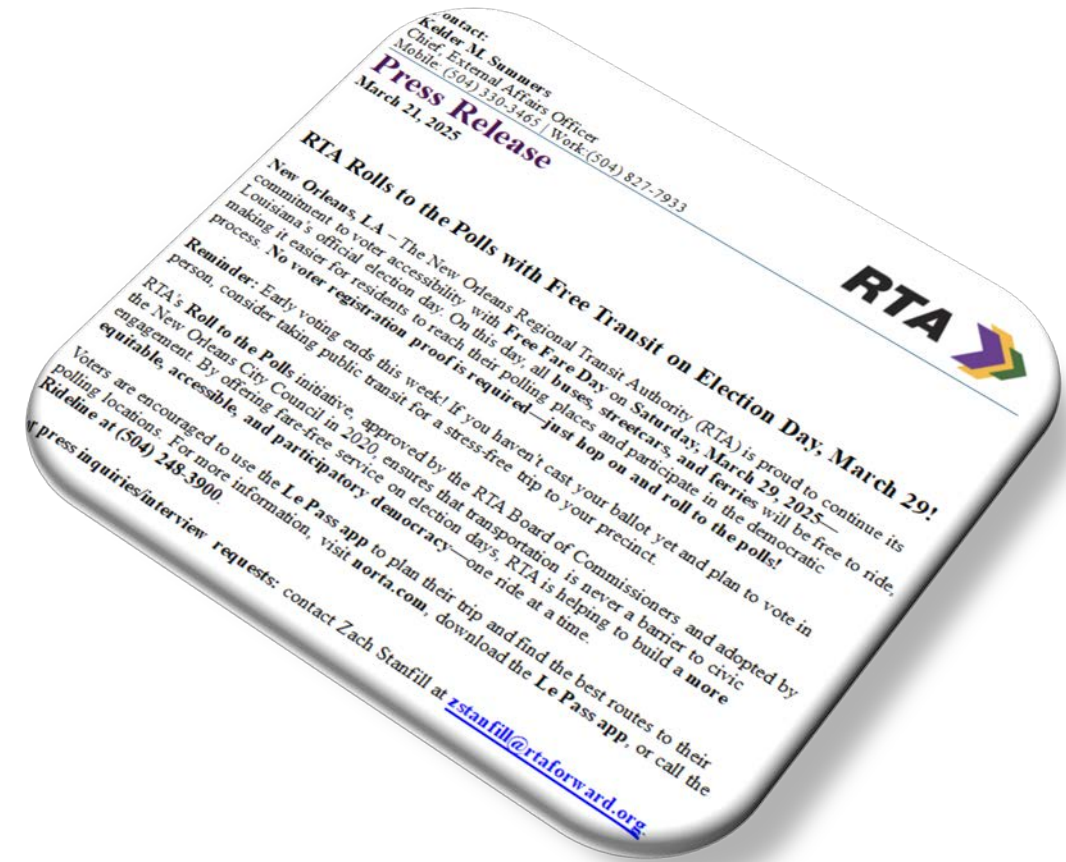 ontact:
Kelder M. Summers
Chief, External Affairs Officer
Mobile: (504) 330-3465 | Work:(504) 827-7933
Press Release
March 21, 2025
RTA
RTA Rolls to the Polls with Free Transit on Election Day, March 29!
New Orleans, LA – The New Orleans Regional Transit Authority (RTA) is proud to continue its
commitment to voter accessibility with Free Fare Day on Saturday, March 29, 2025—
Louisiana's official election day. On this day, all buses, streetcars, and ferries will be free to ride,
making it easier for residents to reach their polling places and participate in the democratic
process. No voter registration proof is required—just hop on and roll to the polls!
Reminder: Early voting ends this week! If you haven't cast your ballot yet and plan to vote in
person, consider taking public transit for a stress-free trip to your precinct.
RTA's Roll to the Polls initiative, approved by the RTA Board of Commissioners and adopted by
the New Orleans City Council in 2020, ensures that transportation is never a barrier to civic
engagement. By offering fare-free service on election days, RTA is helping to build a more
equitable, accessible, and participatory democracy—one ride at a time.
Voters are encouraged to use the Le Pass app to plan their trip and find the best routes to their
polling locations. For more information, visit norta.com, download the Le Pass app, or call the
Rideline at (504) 248-3900.
r press inquiries/interview requests: contact Zach Stanfill at zstanfill@rtaforward.org.